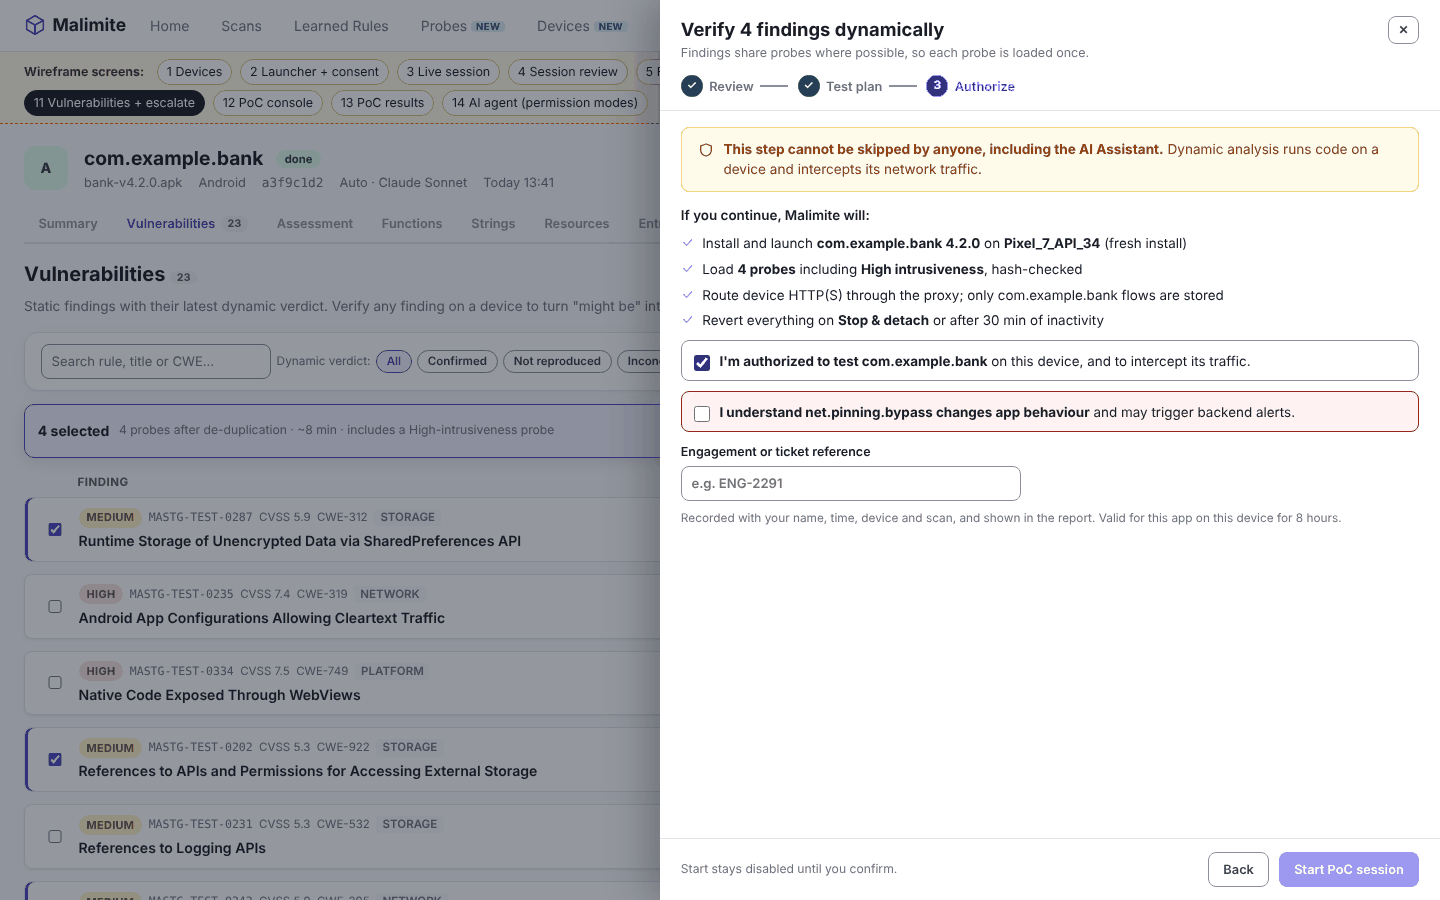 Malimite Home Scans Learned Rules Probes NEW Devices NEW
Wireframe screens: 1 Devices 2 Launcher + consent 3 Live session 4 Session review
11 Vulnerabilities + escalate 12 PoC console 13 PoC results 14 AI agent (permission modes)
A
com.example.bank done
bank-v4.2.0.apk Android a3f9c1d2 Auto · Claude Sonnet Today 13:41
Summary Vulnerabilities 23 Assessment Functions Strings Resources
Vulnerabilities 23
Static findings with their latest dynamic verdict. Verify any finding on a device to turn "might be"
Search rule, title or CWE... Dynamic verdict: All Confirmed Not reproduced
4 selected 4 probes after de-duplication · ~8 min · includes a High-intrusiveness probe
FINDING
MEDIUM MASTG-TEST-0287 CVSS 5.9 CWE-312 STORAGE
Runtime Storage of Unencrypted Data via SharedPreferences API
HIGH MASTG-TEST-0235 CVSS 7.4 CWE-319 NETWORK
Android App Configurations Allowing Cleartext Traffic
HIGH MASTG-TEST-0334 CVSS 7.5 CWE-749 PLATFORM
Native Code Exposed Through WebViews
MEDIUM MASTG-TEST-0202 CVSS 5.3 CWE-922 STORAGE
References to APIs and Permissions for Accessing External Storage
MEDIUM MASTG-TEST-0231 CVSS 5.3 CWE-532 STORAGE
References to Logging APIs
Verify 4 findings dynamically
Findings share probes where possible, so each probe is loaded once.
Review Test plan 3 Authorize
This step cannot be skipped by anyone, including the AI Assistant. Dynamic analysis runs code on a
device and intercepts its network traffic.
If you continue, Malimite will:
Install and launch com.example.bank 4.2.0 on Pixel_7_API_34 (fresh install)
Load 4 probes including High intrusiveness, hash-checked
Route device HTTP(S) through the proxy; only com.example.bank flows are stored
Revert everything on Stop & detach or after 30 min of inactivity
I'm authorized to test com.example.bank on this device, and to intercept its traffic.
I understand net.pinning.bypass changes app behaviour and may trigger backend alerts.
Engagement or ticket reference
e.g. ENG-2291
Recorded with your name, time, device and scan, and shown in the report. Valid for this app on this device for 8 hours.
Start stays disabled until you confirm.
Back Start PoC session